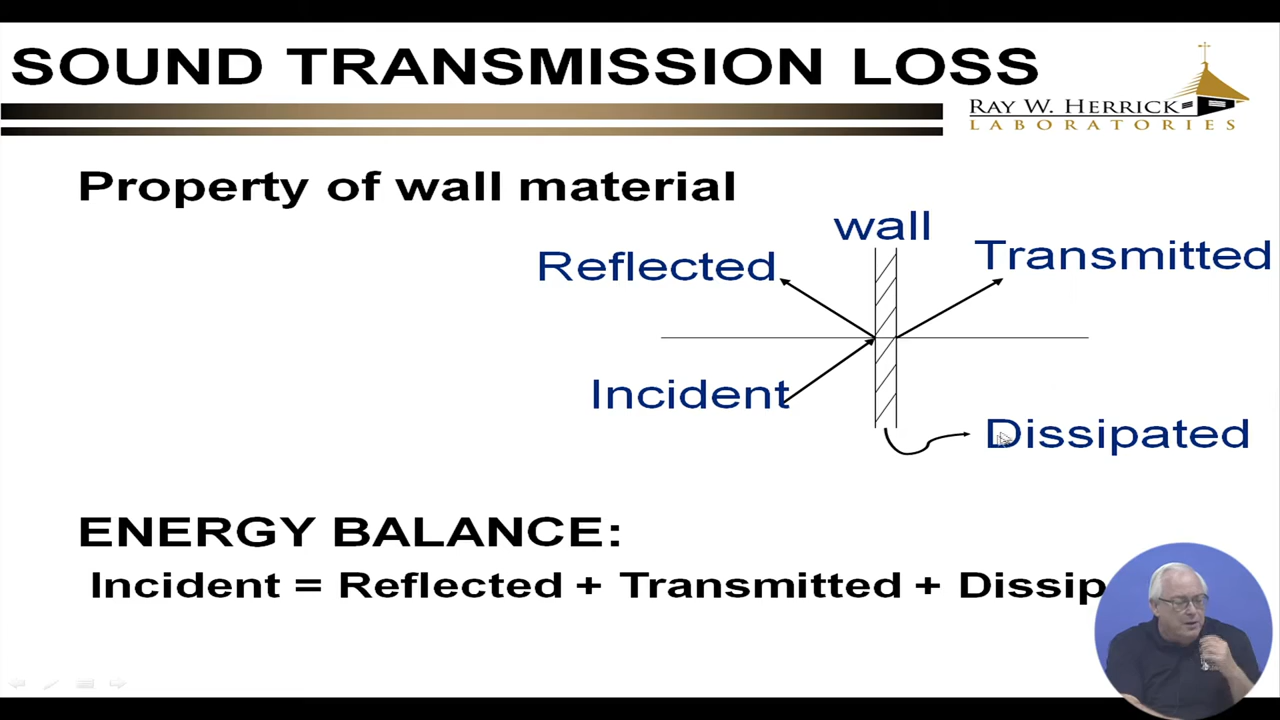 SOUND TRANSMISSION LOSS
RAY W. HERRICK
LABORATORIES
Property of wall material
wall
Reflected
Transmitted
Incident
Dissipated
ENERGY BALANCE:
Incident = Reflected + Transmitted + Dissip